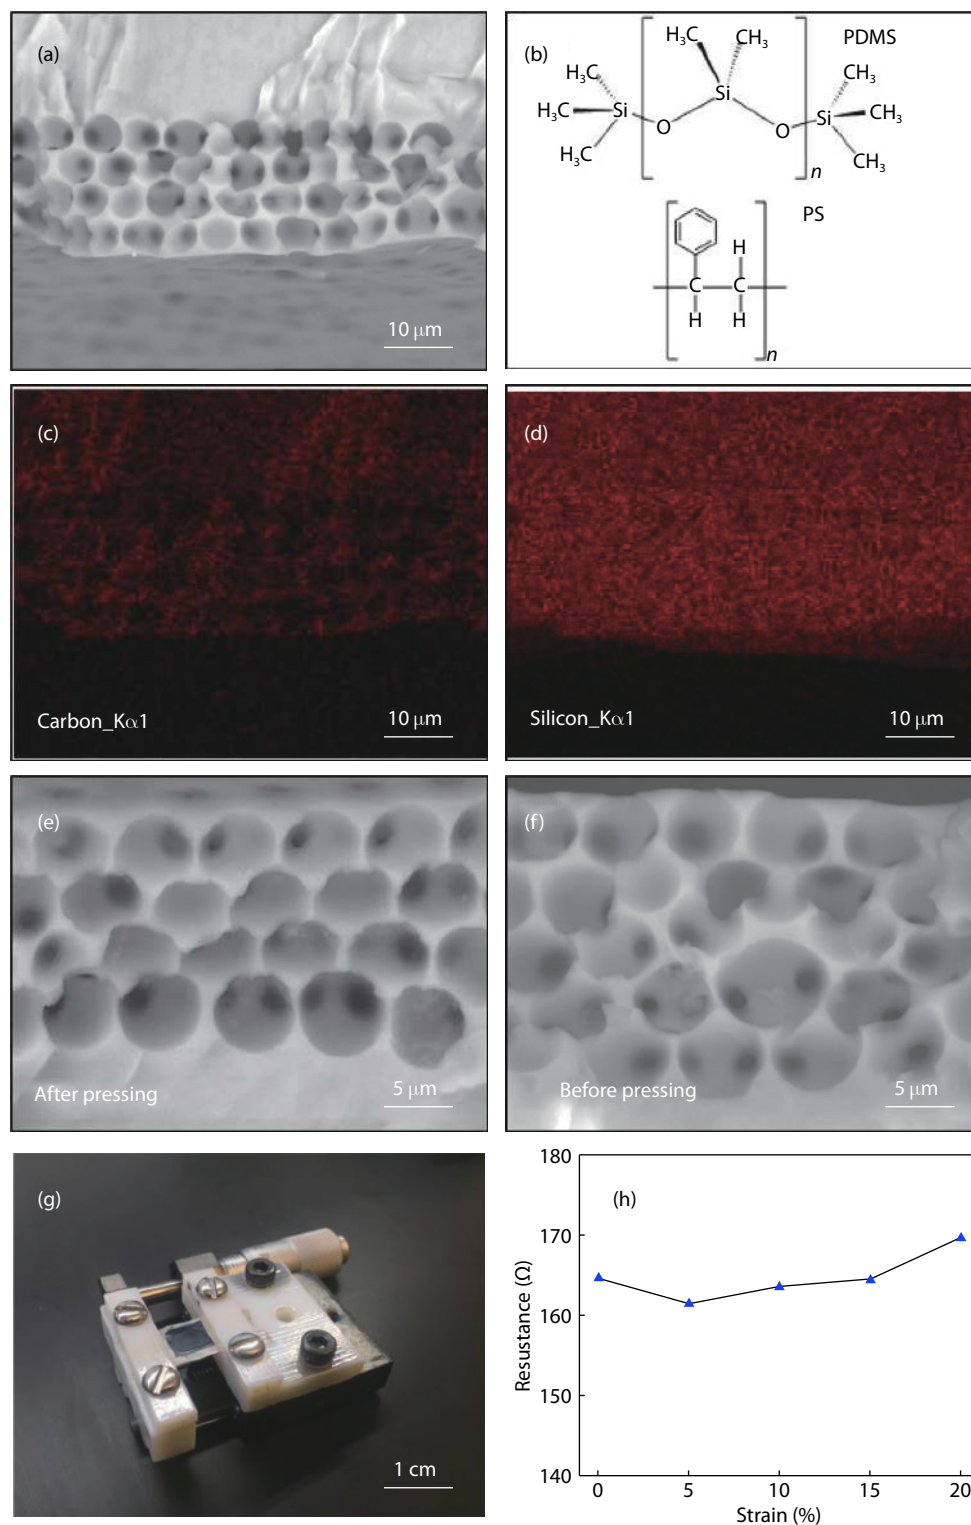 (a)
10 μm
(b)
PDMS
H₃C
CH₃
H₃C
Si
CH₃
H₃C
Si
Si
CH₃
O
O
H₃C
CH₃
n
PS
H
C
C
H
H
n
(c)
Carbon_Kα1
10 μm
(d)
Silicon_Kα1
10 μm
(e)
After pressing
5 μm
(f)
Before pressing
5 μm
(g)
1 cm
(h)
180
170
160
150
140
Resustance (Ω)
0
5
10
15
20
Strain (%)